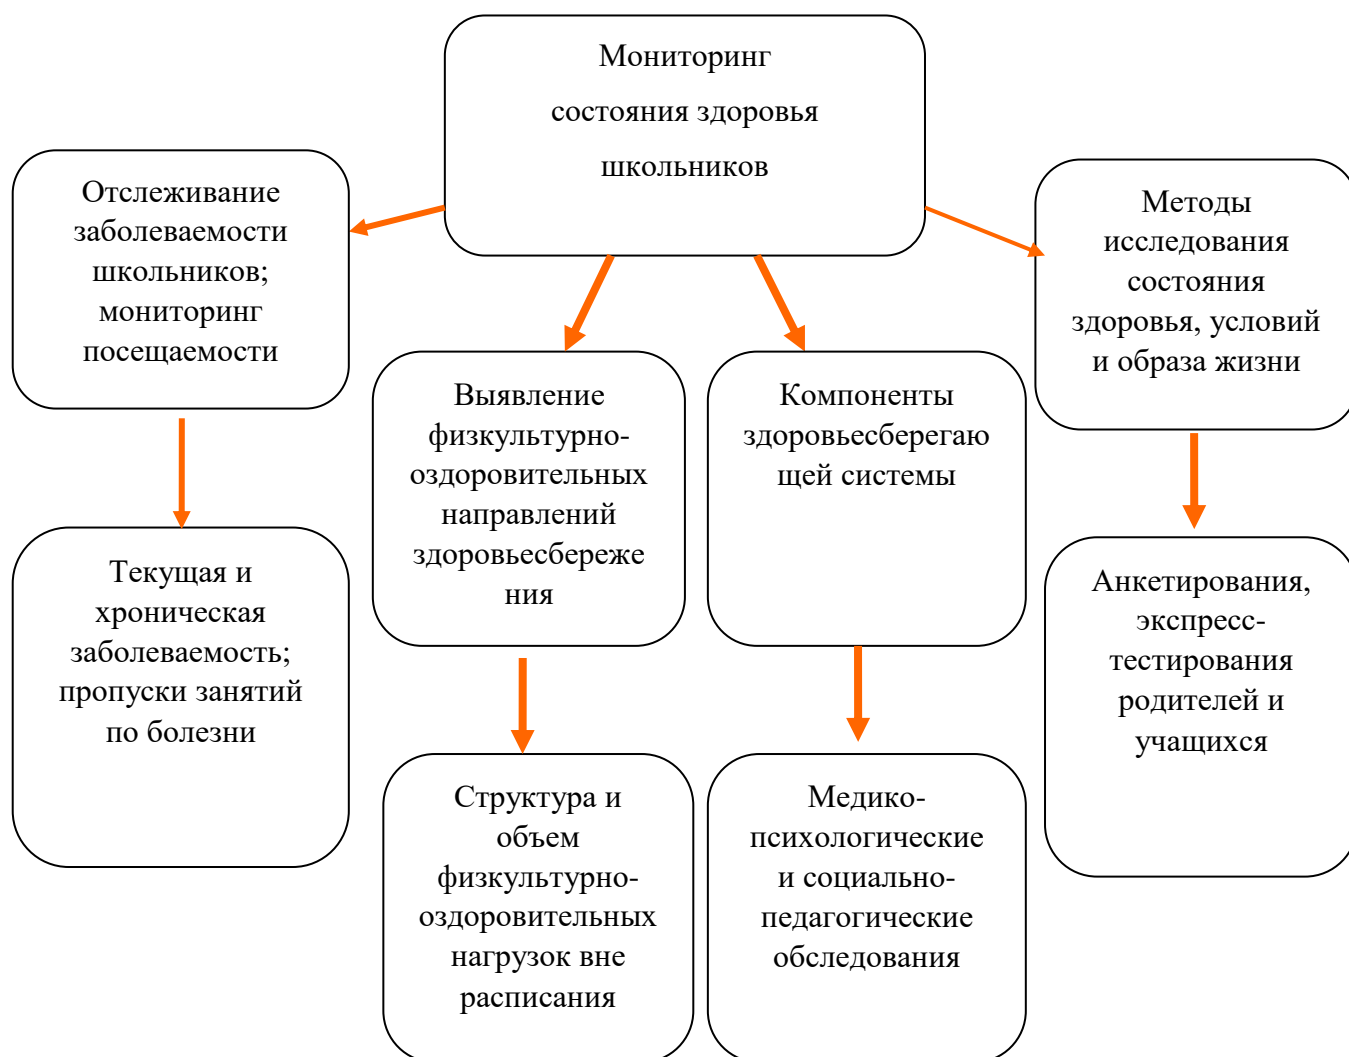 Мониторинг
состояния здоровья
школьников
Отслеживание
заболеваемости
школьников;
мониторинг
посещаемости
Методы
исследования
состояния
здоровья, условий
и образа жизни
Выявление
физкультурно-
оздоровительных
направлений
здоровьесбереже
ния
Компоненты
здоровьесберегаю
щей системы
Текущая и
хроническая
заболеваемость;
пропуски занятий
по болезни
Анкетирования,
экспресс-
тестирования
родителей и
учащихся
Структура и
объем
физкультурно-
оздоровительных
нагрузок вне
расписания
Медико-
психологические
и социально-
педагогические
обследования